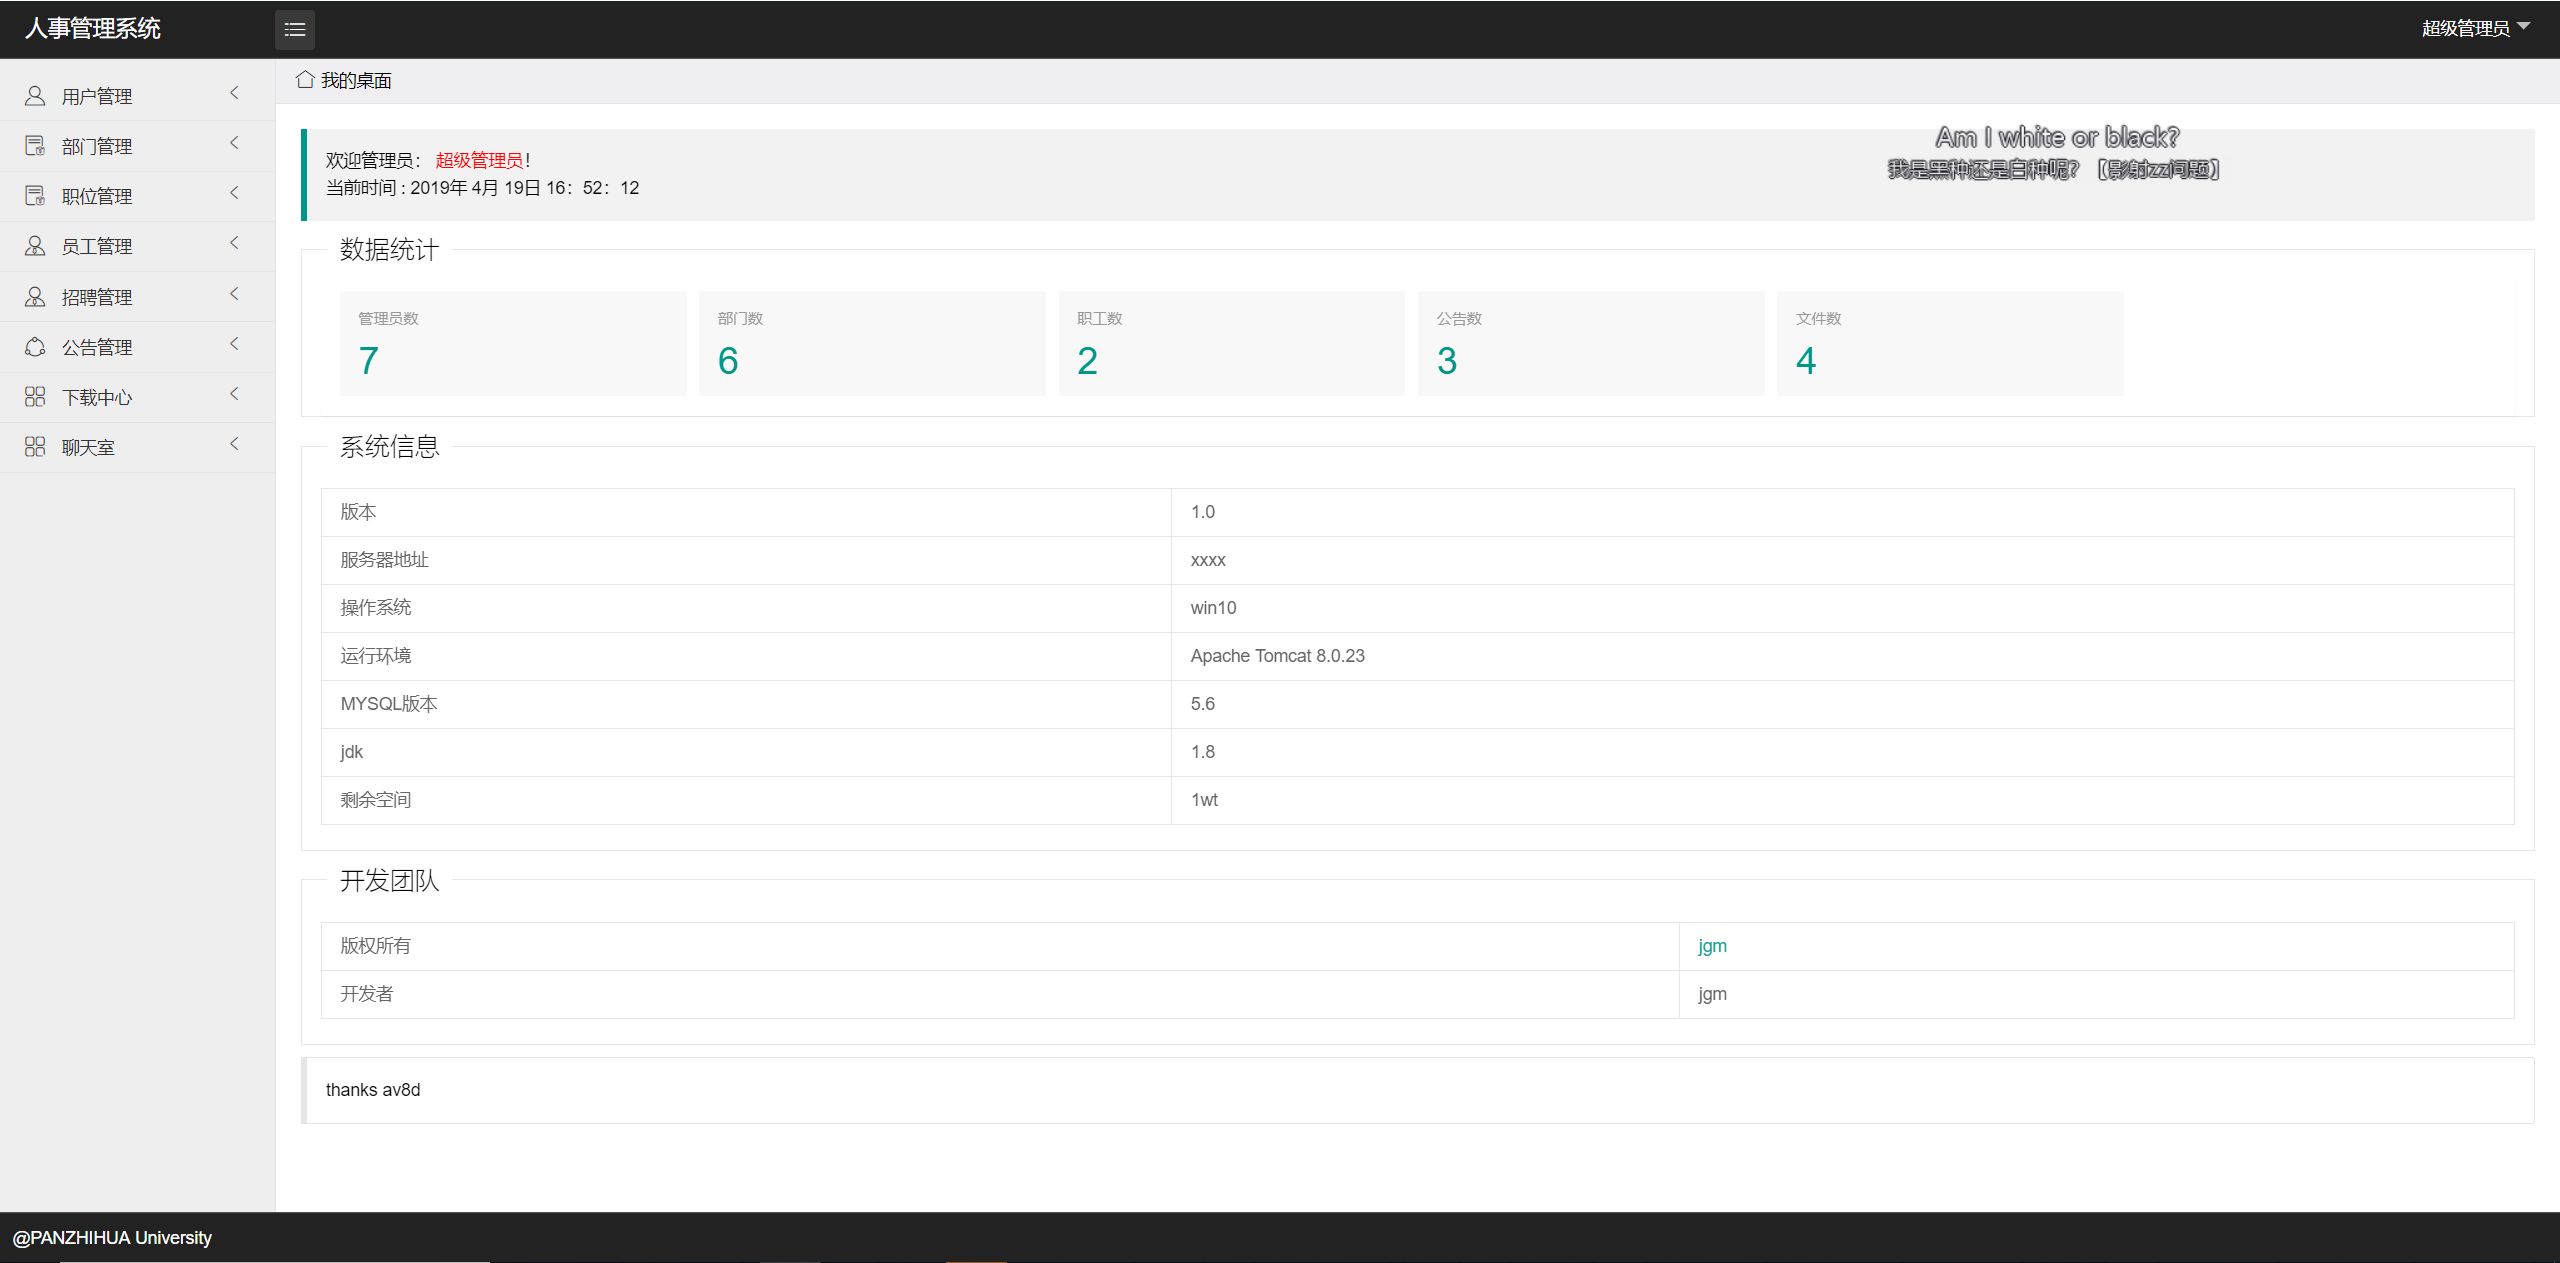 人事管理系统
超级管理员
用户管理
部门管理
职位管理
员工管理
招聘管理
公告管理
下载中心
聊天室
我的桌面
欢迎管理员： 超级管理员!
当前时间 : 2019年 4月 19日 16：52：12
Am I white or black?
我是黑种还是白种呢? 【影射zz问题】
数据统计
管理员数
7
部门数
6
职工数
2
公告数
3
文件数
4
系统信息
版本 1.0
服务器地址 xxxx
操作系统 win10
运行环境 Apache Tomcat 8.0.23
MYSQL版本 5.6
jdk 1.8
剩余空间 1wt
开发团队
版权所有 jgm
开发者 jgm
thanks av8d
@PANZHIHUA University